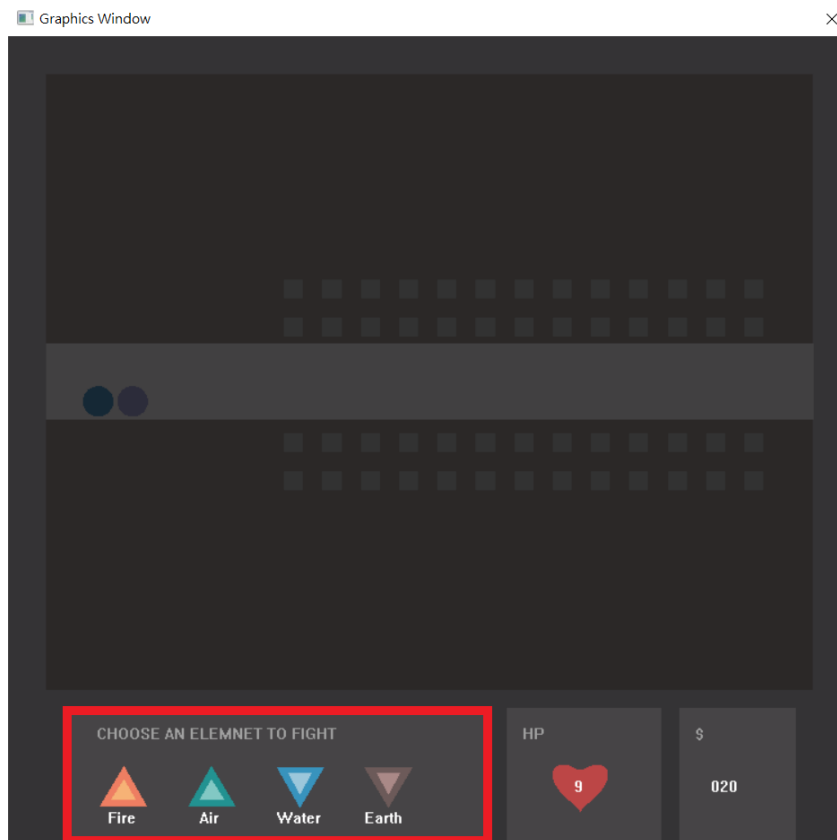 Graphics Window
CHOOSE AN ELEMNET TO FIGHT
HP
$
9
020
Fire
Air
Water
Earth